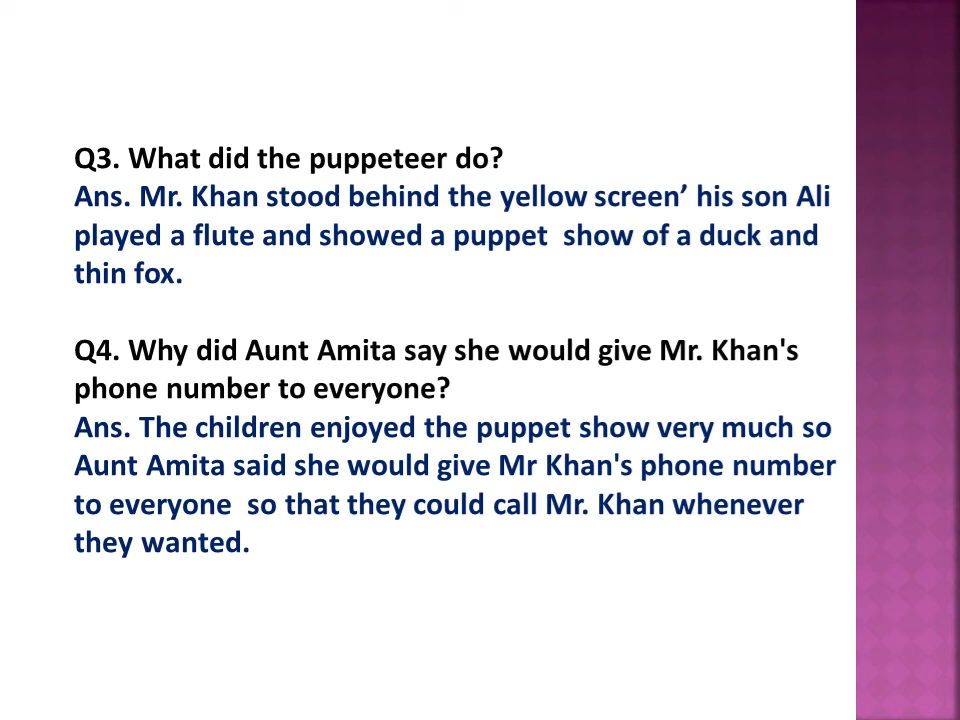 Q3. What did the puppeteer do?
Ans. Mr. Khan stood behind the yellow screen’ his son Ali
played a flute and showed a puppet  show of a duck and
thin fox.
Q4. Why did Aunt Amita say she would give Mr. Khan's
phone number to everyone?
Ans. The children enjoyed the puppet show very much so
Aunt Amita said she would give Mr Khan's phone number
to everyone  so that they could call Mr. Khan whenever
they wanted.